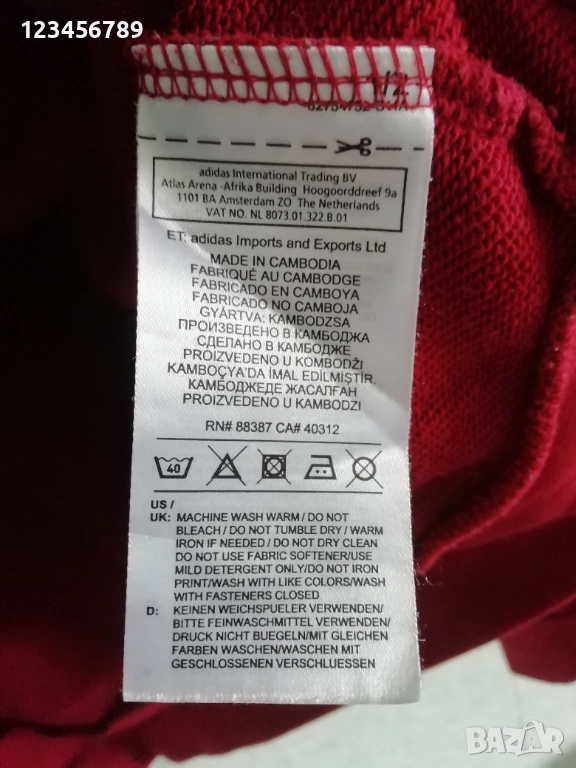 123456789
1/2
adidas International Trading BV
Atlas Arena -Afrika Building Hoogoorddreef 9a
1101 BA Amsterdam ZO The Netherlands
VAT NO. NL 8073.01.322.B.01
ET: adidas Imports and Exports Ltd
MADE IN CAMBODIA
FABRIQUÉ AU CAMBODGE
FABRICADO EN CAMBOYA
FABRICADO NO CAMBOJA
GYÁRTVA: KAMBODZSA
ПРОИЗВЕДЕНО В КАМБОДЖА
СДЕЛАНО В КАМБОДЖЕ
PROIZVEDENO U KOMBODŽI
KAMBOÇYA'DA İMAL EDİLMİŞTİR.
КАМБОДЖЕДЕ ЖАСАЛҒАН
PROIZVEDENO U KAMBODZI
RN# 88387 CA# 40312
40
US /
UK: MACHINE WASH WARM / DO NOT
BLEACH / DO NOT TUMBLE DRY / WARM
IRON IF NEEDED / DO NOT DRY CLEAN
DO NOT USE FABRIC SOFTENER/USE
MILD DETERGENT ONLY/DO NOT IRON
PRINT/WASH WITH LIKE COLORS/WASH
WITH FASTENERS CLOSED
D: KEINEN WEICHSPUELER VERWENDEN/
BITTE FEINWASCHMITTEL VERWENDEN/
DRUCK NICHT BUEGELN/MIT GLEICHEN
FARBEN WASCHEN/WASCHEN MIT
GESCHLOSSENEN VERSCHLUESSEN
BAZAR